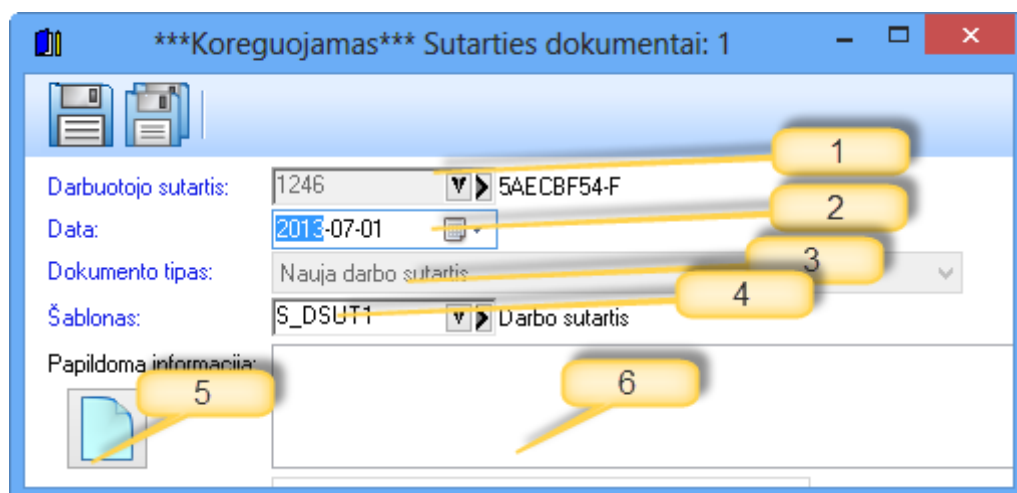 ***Koreguojamas*** Sutarties dokumentai: 1
1
Darbuotojo sutartis: 1246 5AECBF54-F
2
Data: 2013-07-01
3
Dokumento tipas: Nauja darbo sutartis
4
Šablonas: S_DSUT1 Darbo sutartis
Papildoma informacija:
5
6